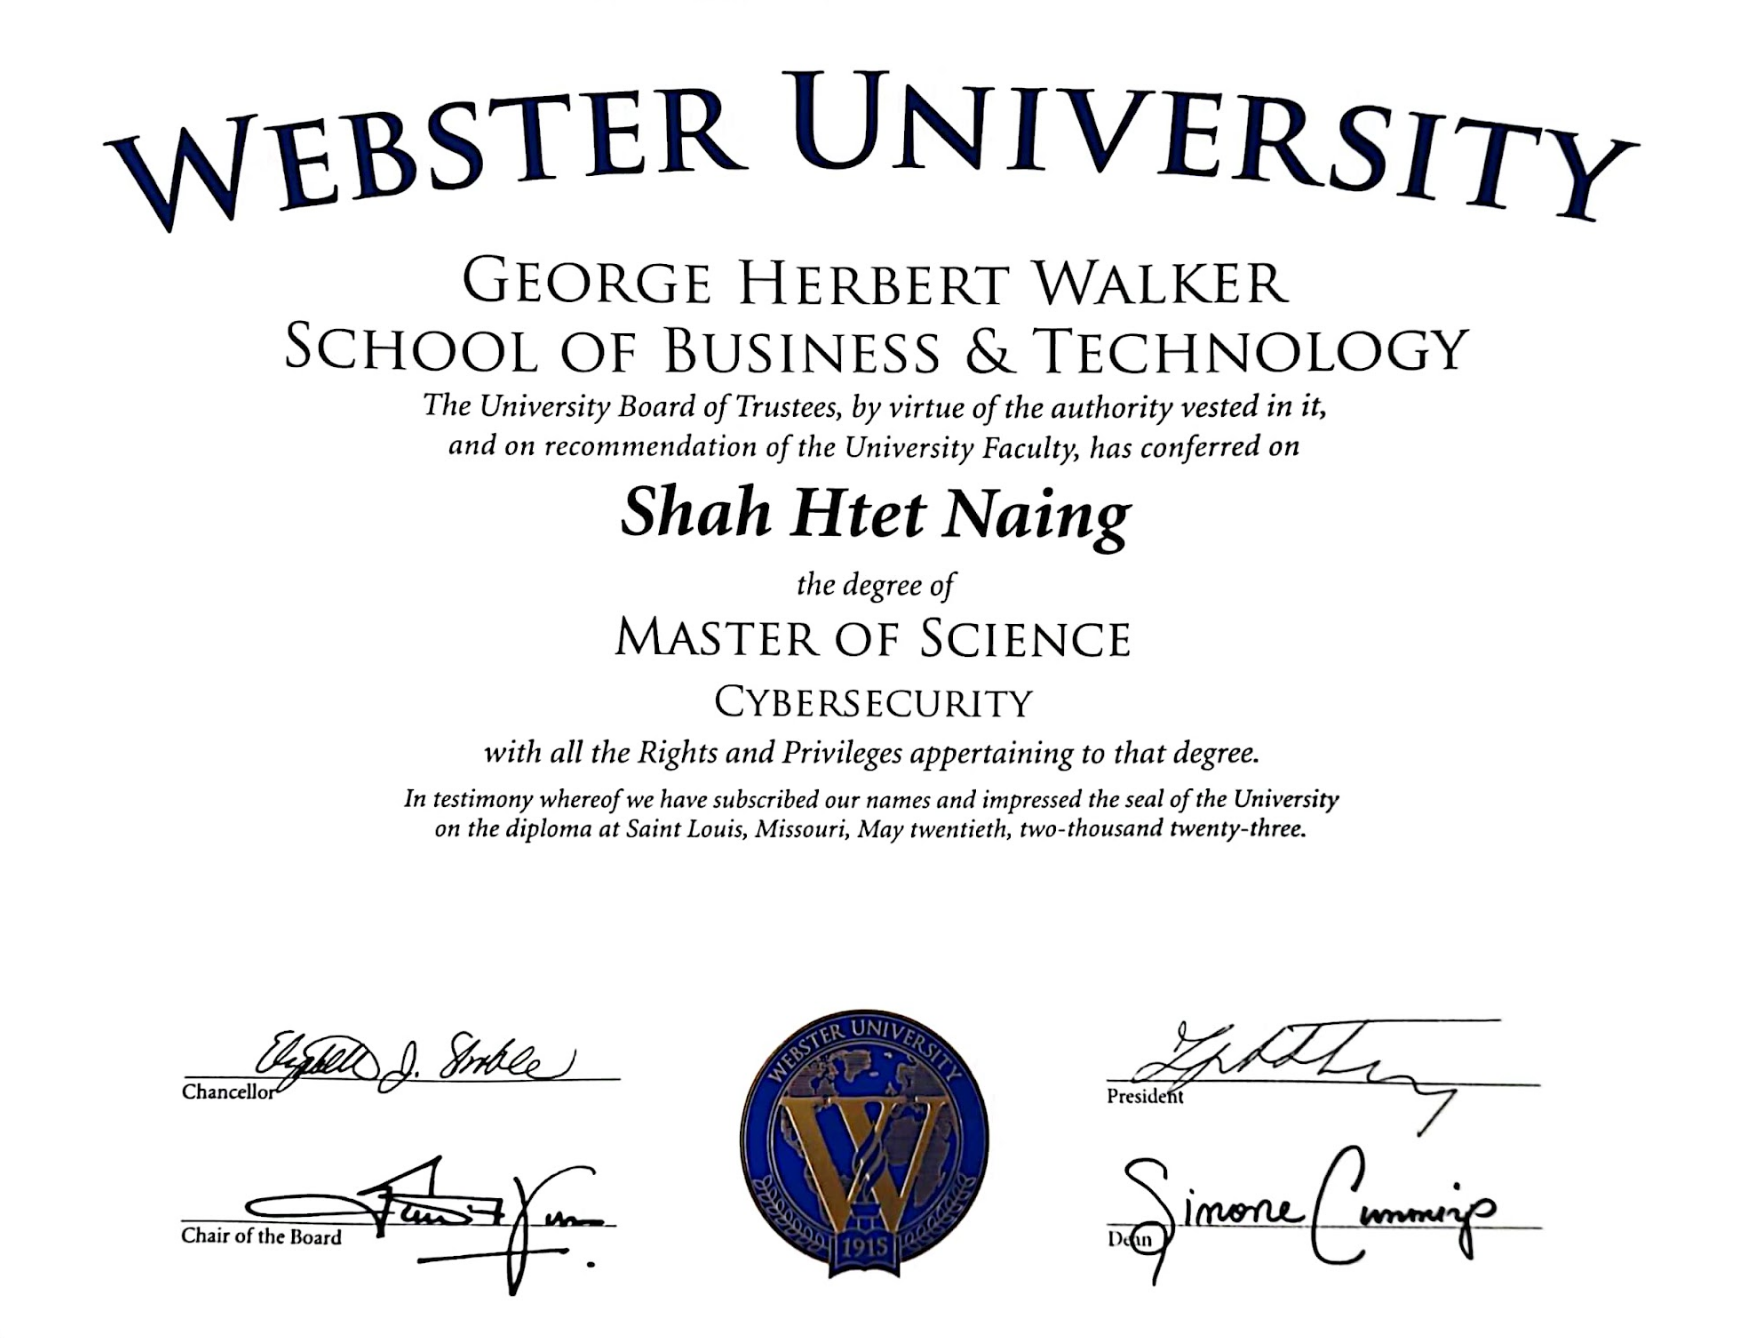 WEBSTER UNIVERSITY
GEORGE HERBERT WALKER
SCHOOL OF BUSINESS & TECHNOLOGY
The University Board of Trustees, by virtue of the authority vested in it,
and on recommendation of the University Faculty, has conferred on
Shah Htet Naing
the degree of
MASTER OF SCIENCE
CYBERSECURITY
with all the Rights and Privileges appertaining to that degree.
In testimony whereof we have subscribed our names and impressed the seal of the University
on the diploma at Saint Louis, Missouri, May twentieth, two-thousand twenty-three.
Elizabeth J. Stroble
Chancellor
President
Chair of the Board
Simone Cummings
Dean
WEBSTER UNIVERSITY
W
1915